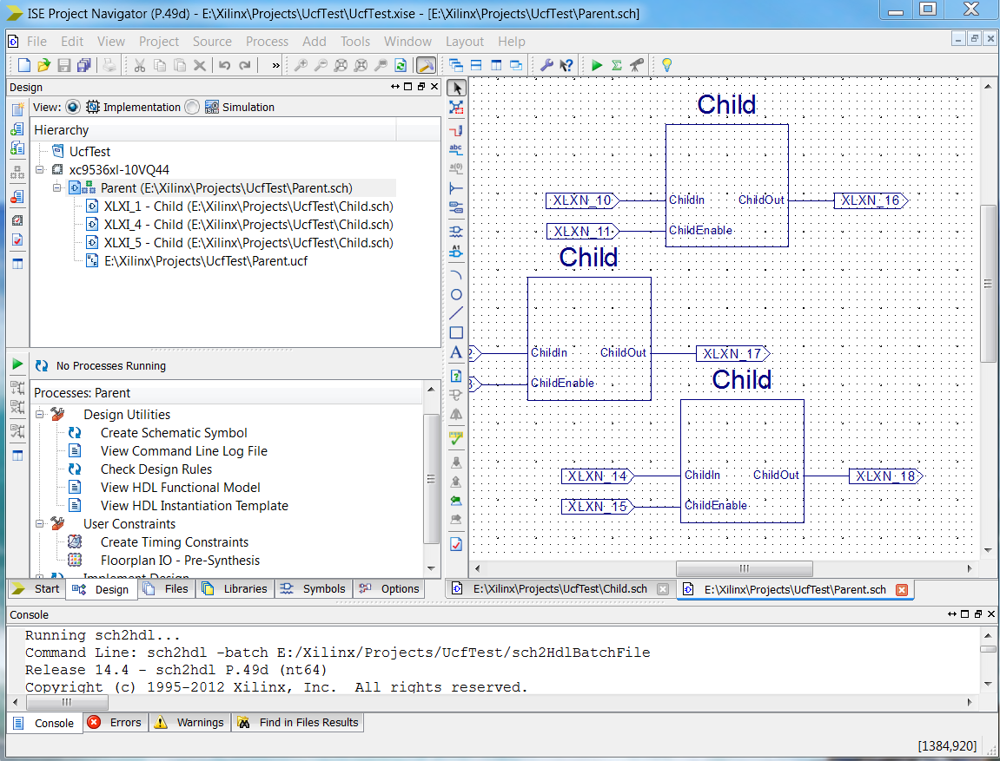 ISE Project Navigator (P.49d) - E:\Xilinx\Projects\UcfTest\UcfTest.xise - [E:\Xilinx\Projects\UcfTest\Parent.sch]
File Edit View Project Source Process Add Tools Window Layout Help
»
Design
View: Implementation Simulation
Hierarchy
UcfTest
xc9536xl-10VQ44
Parent (E:\Xilinx\Projects\UcfTest\Parent.sch)
XLXI_1 - Child (E:\Xilinx\Projects\UcfTest\Child.sch)
XLXI_4 - Child (E:\Xilinx\Projects\UcfTest\Child.sch)
XLXI_5 - Child (E:\Xilinx\Projects\UcfTest\Child.sch)
E:\Xilinx\Projects\UcfTest\Parent.ucf
No Processes Running
Processes: Parent
Design Utilities
Create Schematic Symbol
View Command Line Log File
Check Design Rules
View HDL Functional Model
View HDL Instantiation Template
User Constraints
Create Timing Constraints
Floorplan IO - Pre-Synthesis
Implement Design
Start Design Files Libraries Symbols Options
abc
a(0)
A1
A
Child
XLXN_10 ChildIn ChildOut XLXN_16
XLXN_11 ChildEnable
Child
2 ChildIn ChildOut XLXN_17
3 ChildEnable
Child
XLXN_14 ChildIn ChildOut XLXN_18
XLXN_15 ChildEnable
E:\Xilinx\Projects\UcfTest\Child.sch E:\Xilinx\Projects\UcfTest\Parent.sch
Console
Running sch2hdl...
Command Line: sch2hdl -batch E:/Xilinx/Projects/UcfTest/sch2HdlBatchFile
Release 14.4 - sch2hdl P.49d (nt64)
Copyright (c) 1995-2012 Xilinx, Inc. All rights reserved.
Console Errors Warnings Find in Files Results
[1384,920]